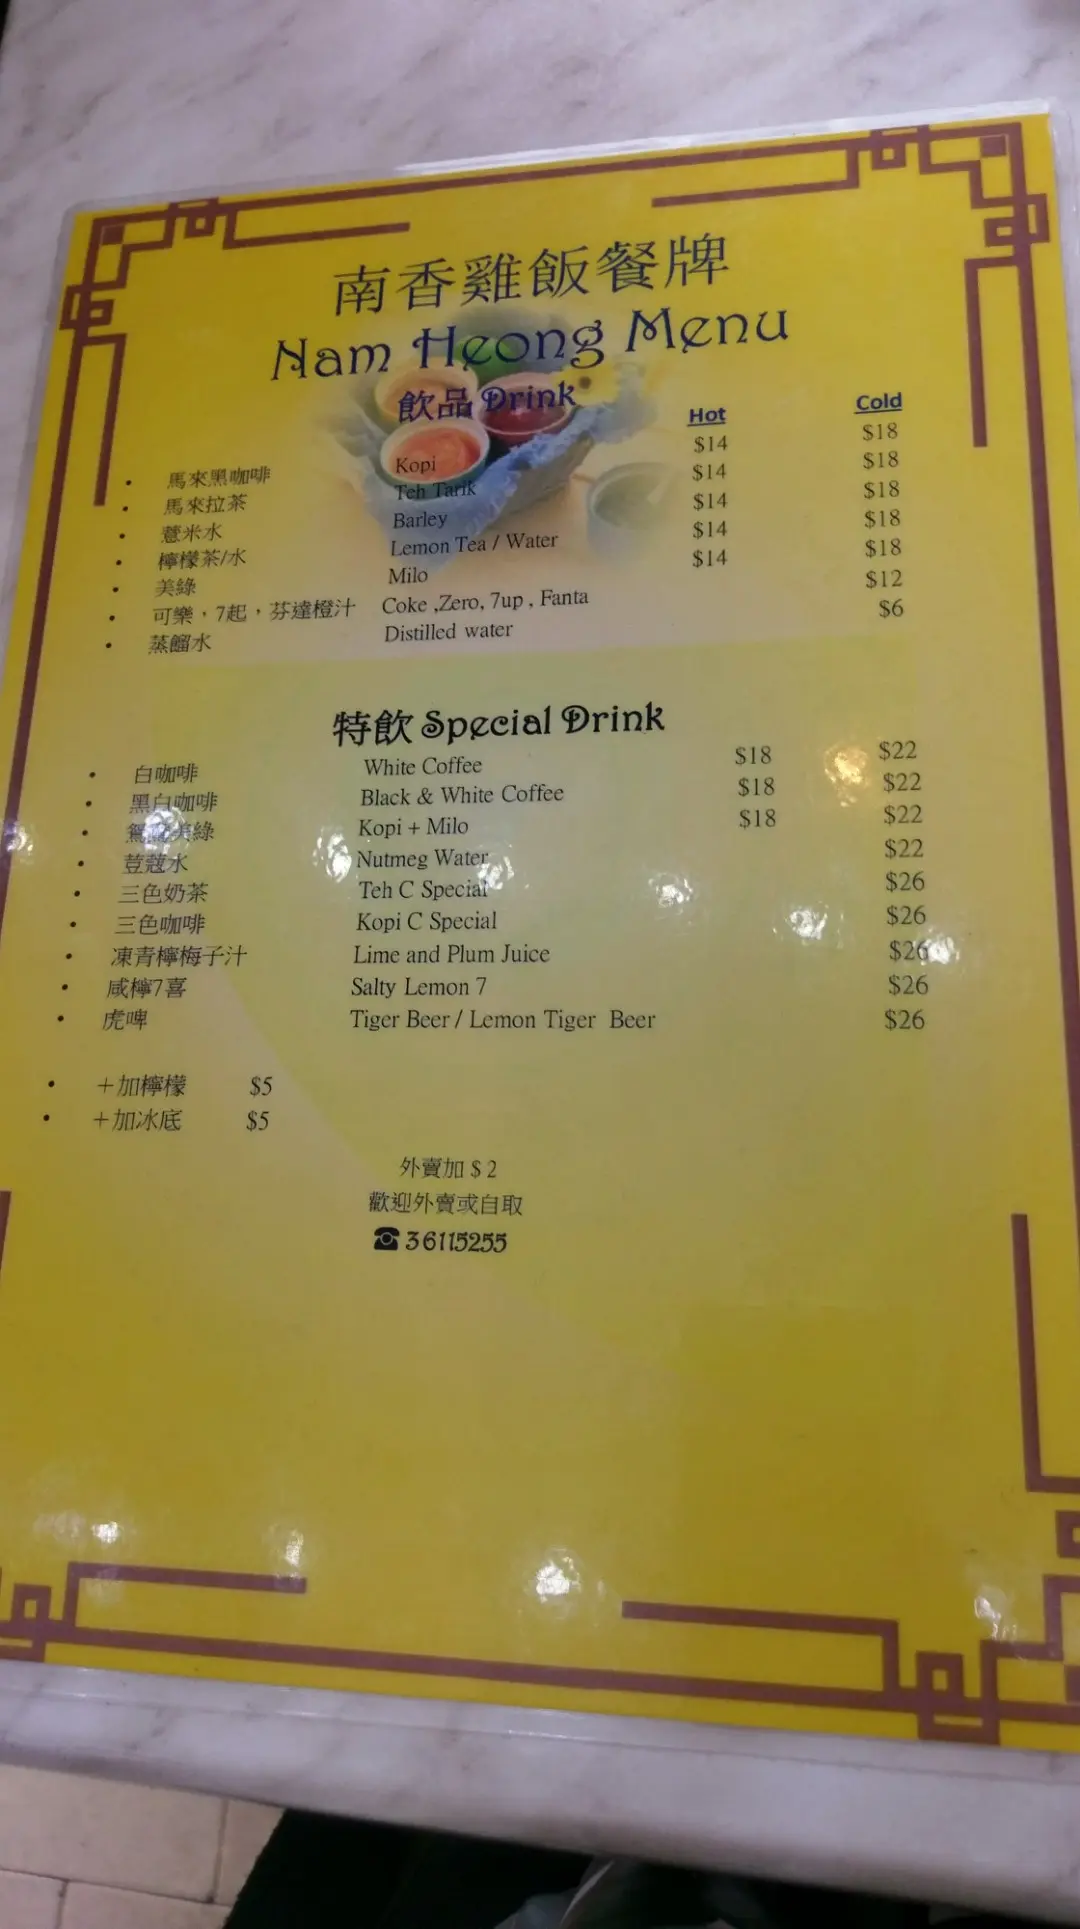 南香雞飯餐牌
Nam Heong Menu
飲品 Drink
Hot Cold
• 馬來黑咖啡 Kopi $14 $18
• 馬來拉茶 Teh Tarik $14 $18
• 薏米水 Barley $14 $18
• 檸檬茶/水 Lemon Tea / Water $14 $18
• 美綠 Milo $14 $18
• 可樂，7起，芬達橙汁 Coke ,Zero, 7up , Fanta $12
• 蒸餾水 Distilled water $6
特飲 Special Drink
• 白咖啡 White Coffee $18 $22
• 黑白咖啡 Black & White Coffee $18 $22
• 鴛鴦美綠 Kopi + Milo $18 $22
• 荳蔻水 Nutmeg Water $22
• 三色奶茶 Teh C Special $26
• 三色咖啡 Kopi C Special $26
• 凍青檸梅子汁 Lime and Plum Juice $26
• 咸檸7喜 Salty Lemon 7 $26
• 虎啤 Tiger Beer / Lemon Tiger Beer $26
• ＋加檸檬 $5
• ＋加冰底 $5
外賣加 $ 2
歡迎外賣或自取
☎ 36115255